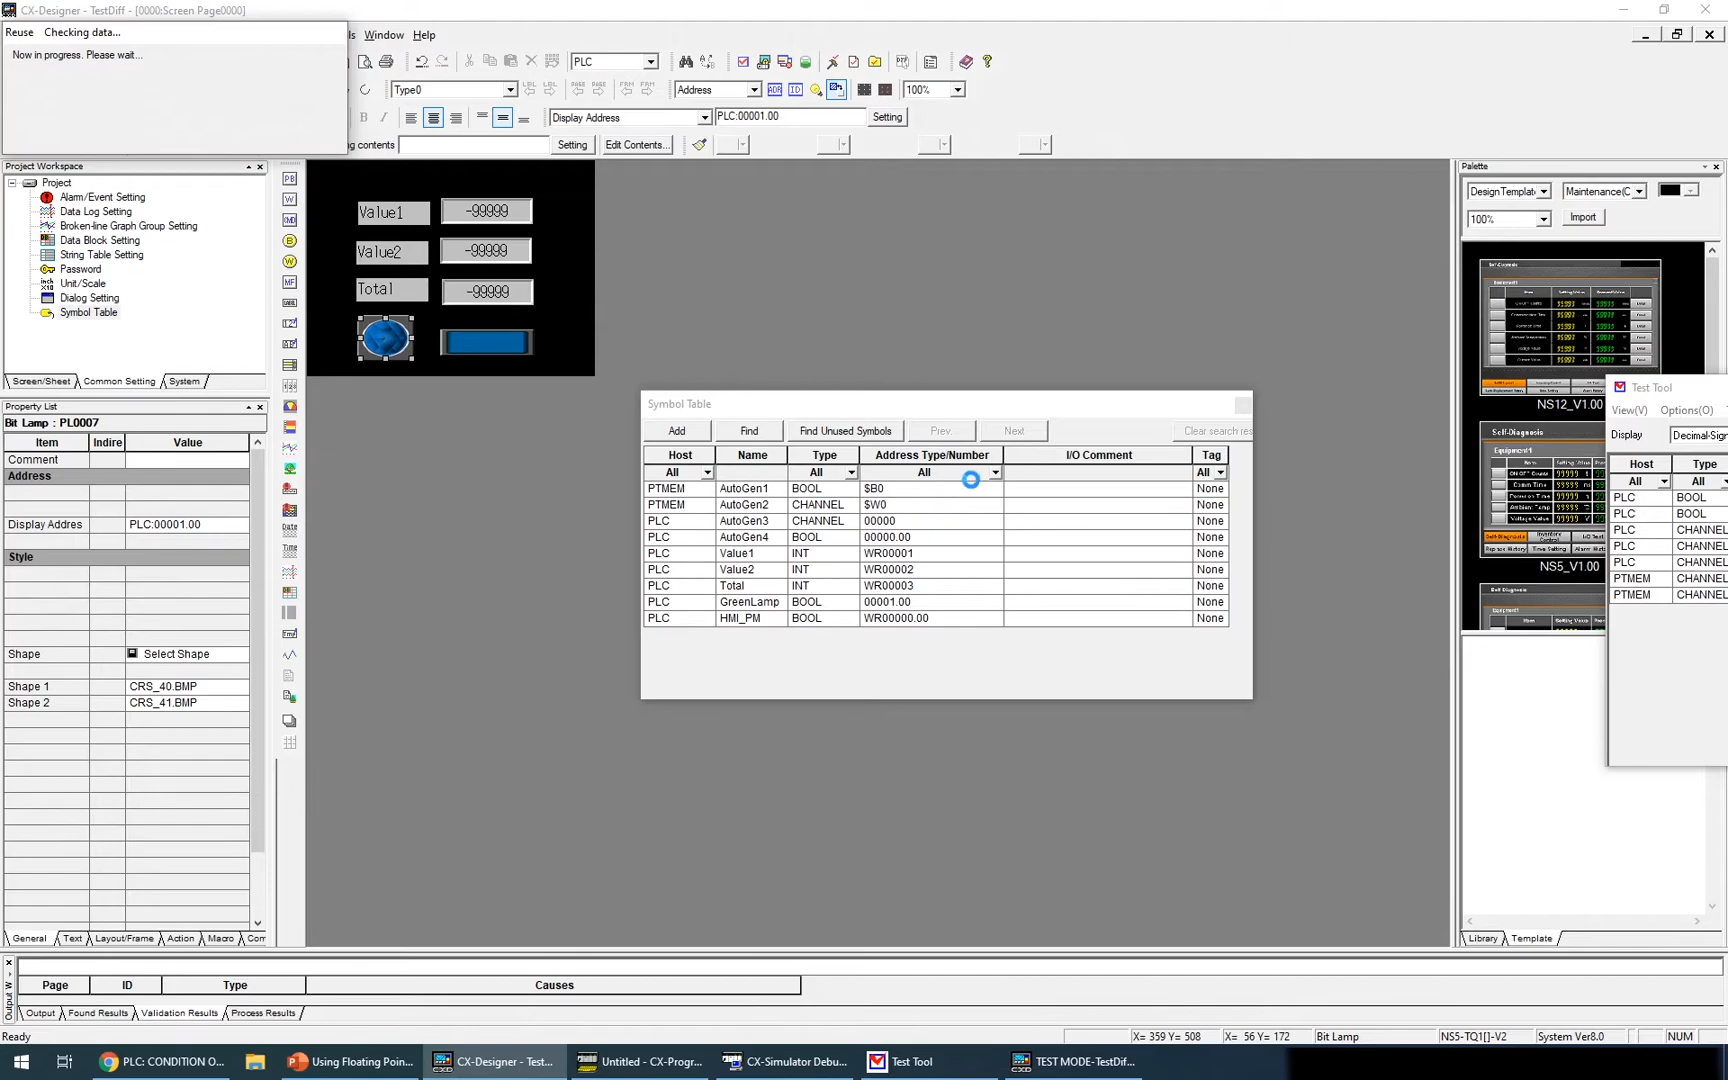 CX-Designer - TestDiff - [0000:Screen Page0000]
Reuse Checking data...
Now in progress. Please wait...
ls Window Help
PLC
Type0 Address 100%
B I Display Address PLC:00001.00 Setting
ng contents Setting Edit Contents...
Project Workspace
Project
Alarm/Event Setting
Data Log Setting
Broken-line Graph Group Setting
Data Block Setting
String Table Setting
Password
Unit/Scale
Dialog Setting
Symbol Table
Screen/Sheet Common Setting System
Property List
Bit Lamp : PL0007
Item Indire Value
Comment
Address
Display Addres PLC:00001.00
Style
Shape Select Shape
Shape 1 CRS_40.BMP
Shape 2 CRS_41.BMP
General Text Layout/Frame Action Macro Com
Value1 -99999
Value2 -99999
Total -99999
Symbol Table
Add Find Find Unused Symbols Prev. Next Clear search res
Host Name Type Address Type/Number I/O Comment Tag
All All All All
PTMEM AutoGen1 BOOL $B0 None
PTMEM AutoGen2 CHANNEL $W0 None
PLC AutoGen3 CHANNEL 00000 None
PLC AutoGen4 BOOL 00000.00 None
PLC Value1 INT WR00001 None
PLC Value2 INT WR00002 None
PLC Total INT WR00003 None
PLC GreenLamp BOOL 00001.00 None
PLC HMI_PM BOOL WR00000.00 None
Palette
DesignTemplat Maintenance(C
100% Import
NS12_V1.00
Self-Diagnosis
Equipment1
NS5_V1.00
Library Template
Test Tool
View(V) Options(O)
Display Decimal-Sign
Host Type
All All
PLC BOOL
PLC BOOL
PLC CHANNEL
PLC CHANNEL
PLC CHANNEL
PTMEM CHANNEL
PTMEM CHANNEL
Output W
Page ID Type Causes
Output Found Results Validation Results Process Results
Ready X= 359 Y= 508 X= 56 Y= 172 Bit Lamp NS5-TQ1[]-V2 System Ver8.0 NUM
PLC: CONDITION O... Using Floating Poin... CX-Designer - Test... Untitled - CX-Progr... CX-Simulator Debu... Test Tool TEST MODE-TestDif...